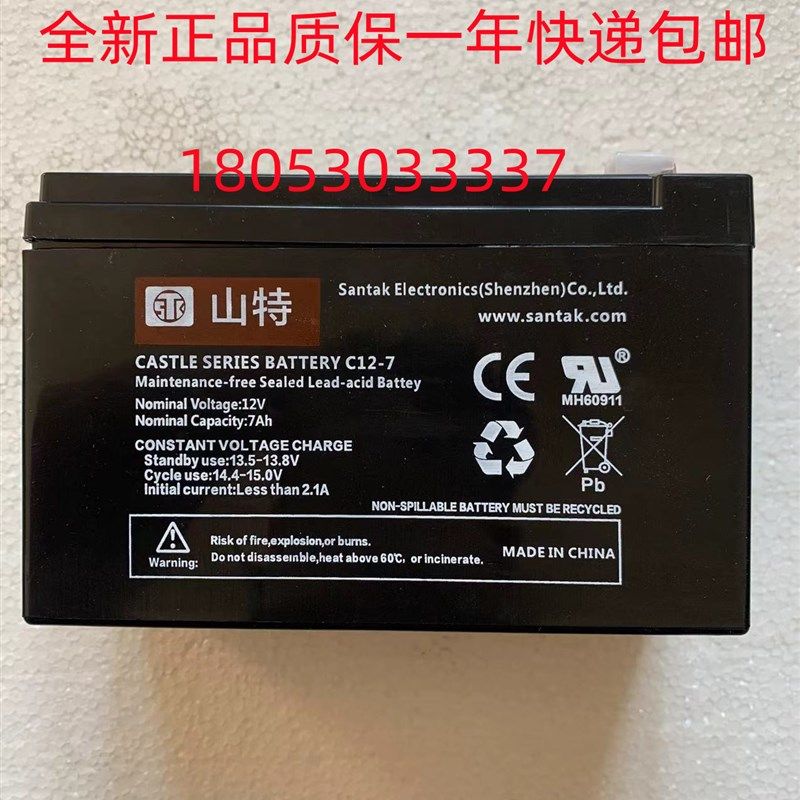 全新正品质保一年快递包邮
18053033337
山特
Santak Electronics(Shenzhen)Co.,Ltd.
www.santak.com
CASTLE SERIES BATTERY C12-7
Maintenance-free Sealed Lead-acid Battey
Nominal Voltage:12V
Nominal Capacity:7Ah
CONSTANT VOLTAGE CHARGE
Standby use:13.5-13.8V
Cycle use:14.4-15.0V
Initial current:Less than 2.1A
CE
RU®
MH60911
Pb
NON-SPILLABLE BATTERY MUST BE RECYCLED
Warning:
Risk of fire,explosion,or burns.
Do not disassemble,heat above 60℃, or incinerate.
MADE IN CHINA